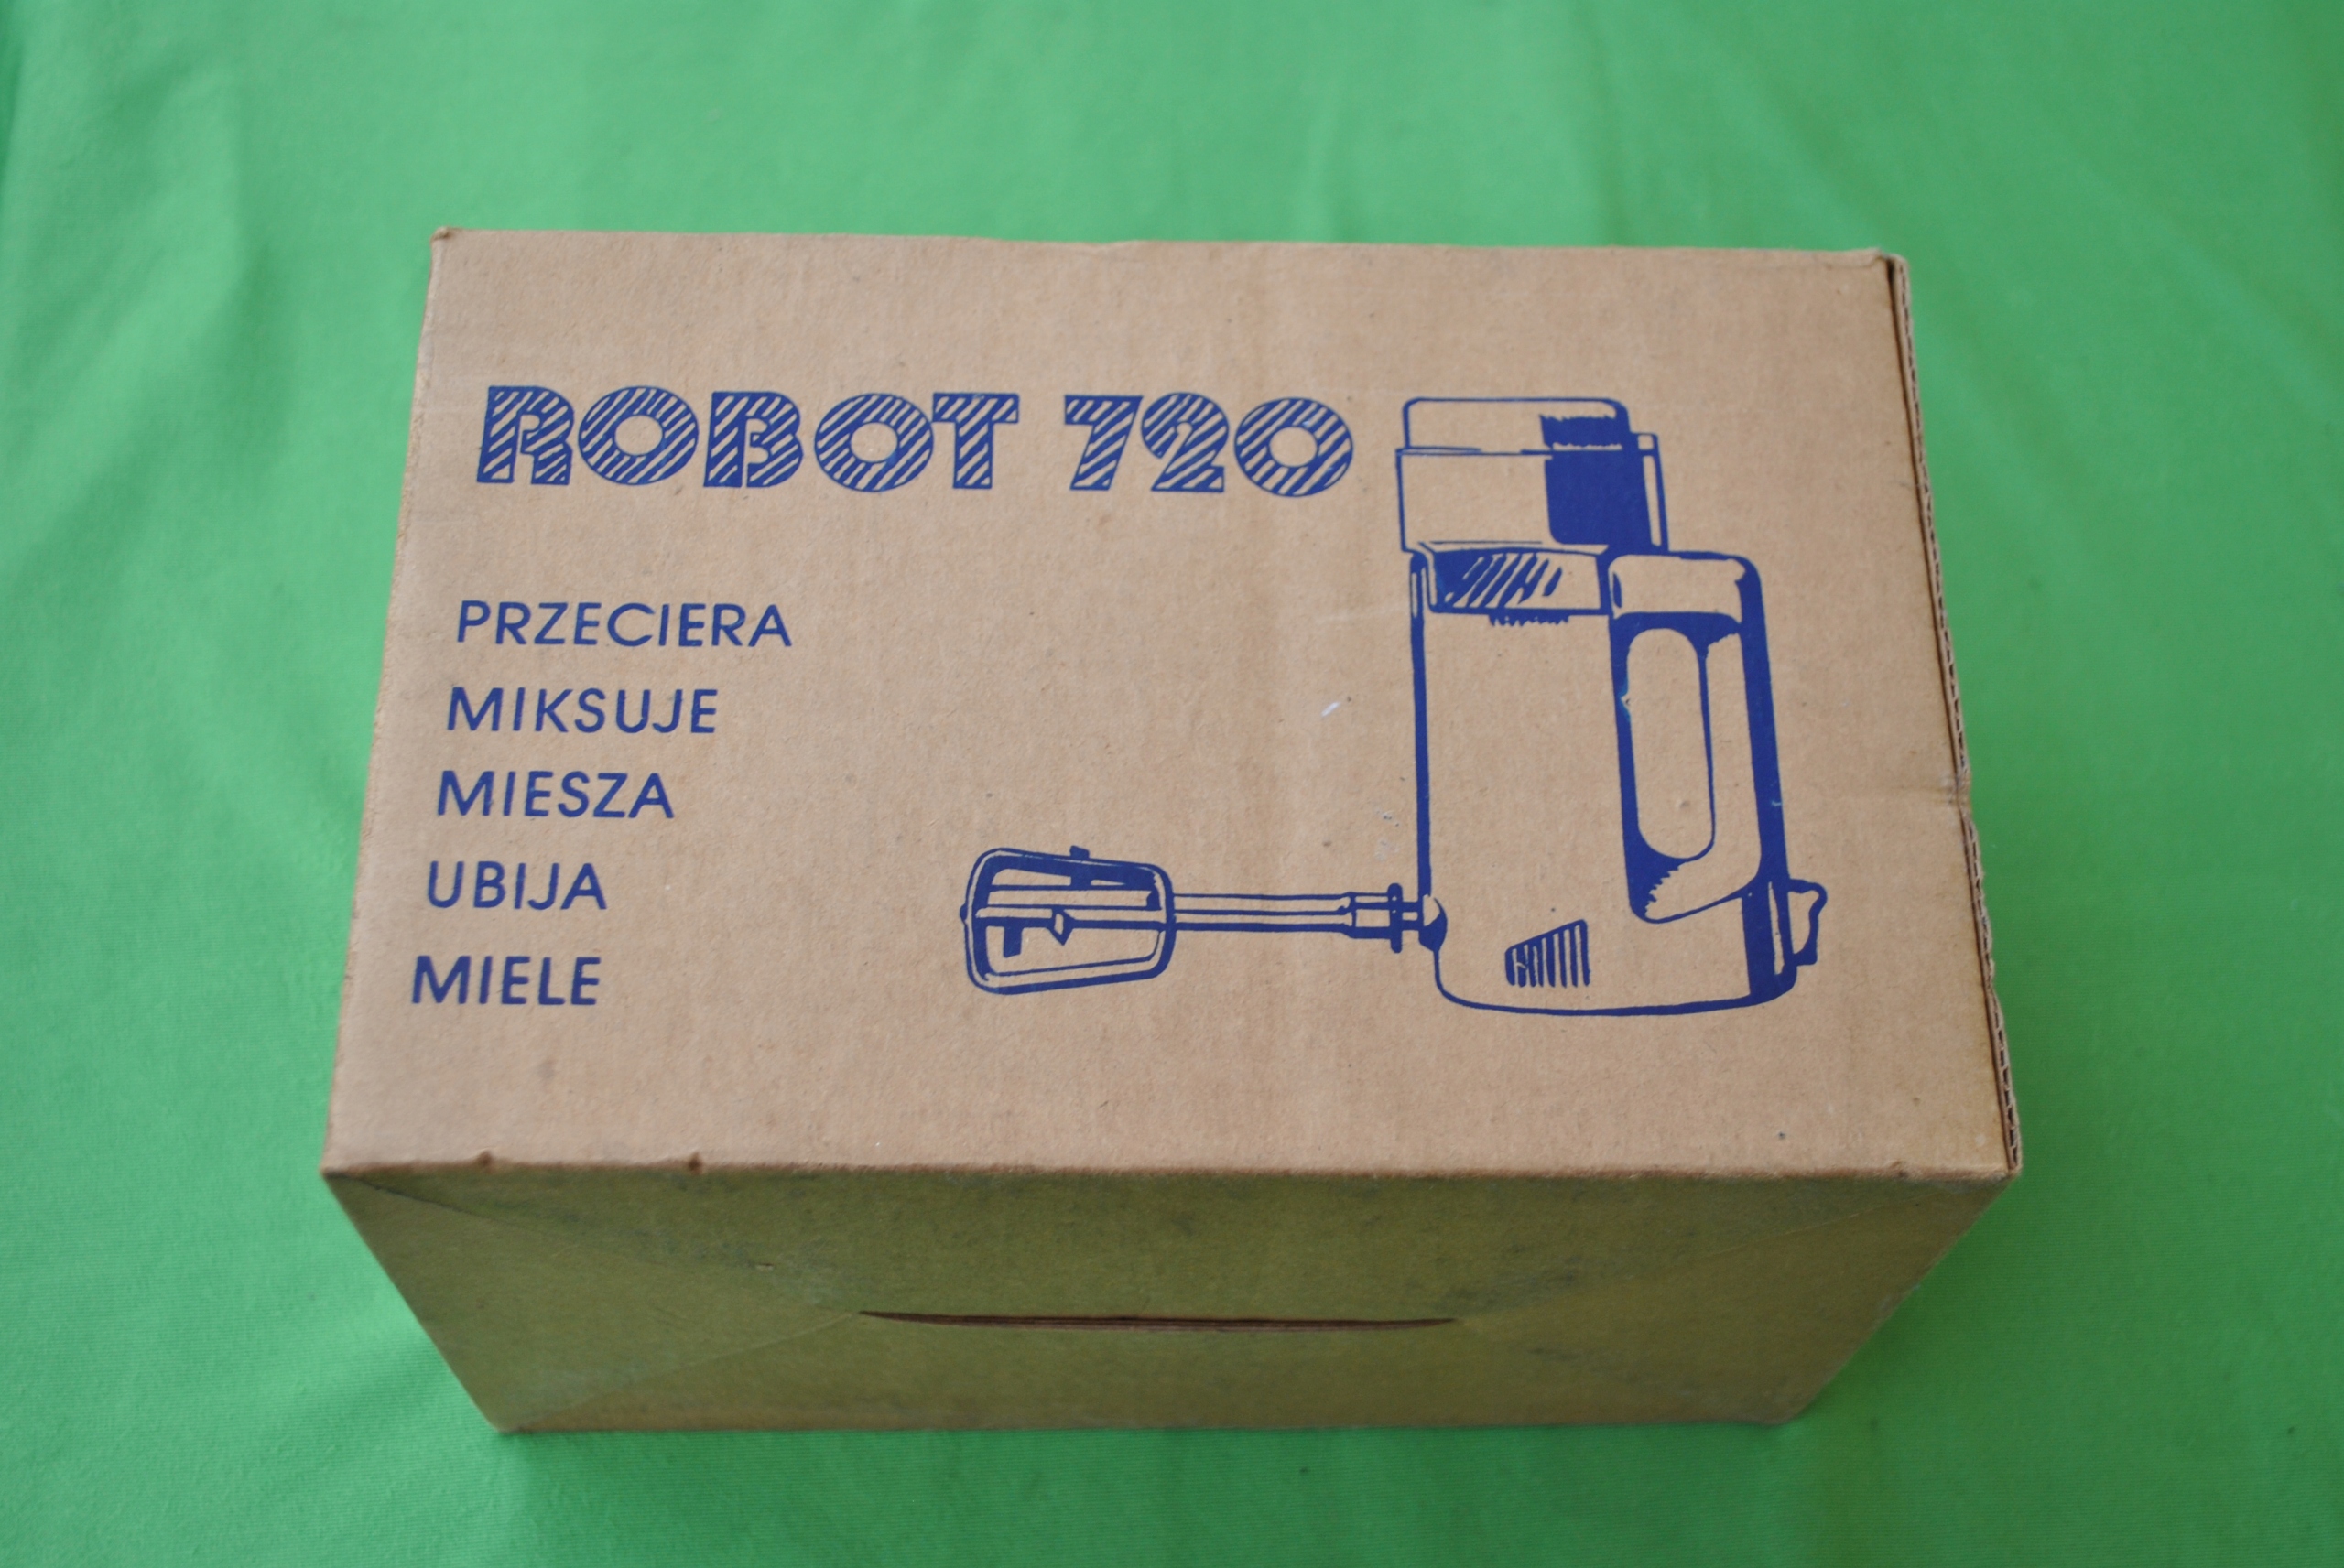 ROBOT 720
PRZECIERA
MIKSUJE
MIESZA
UBIJA
MIELE